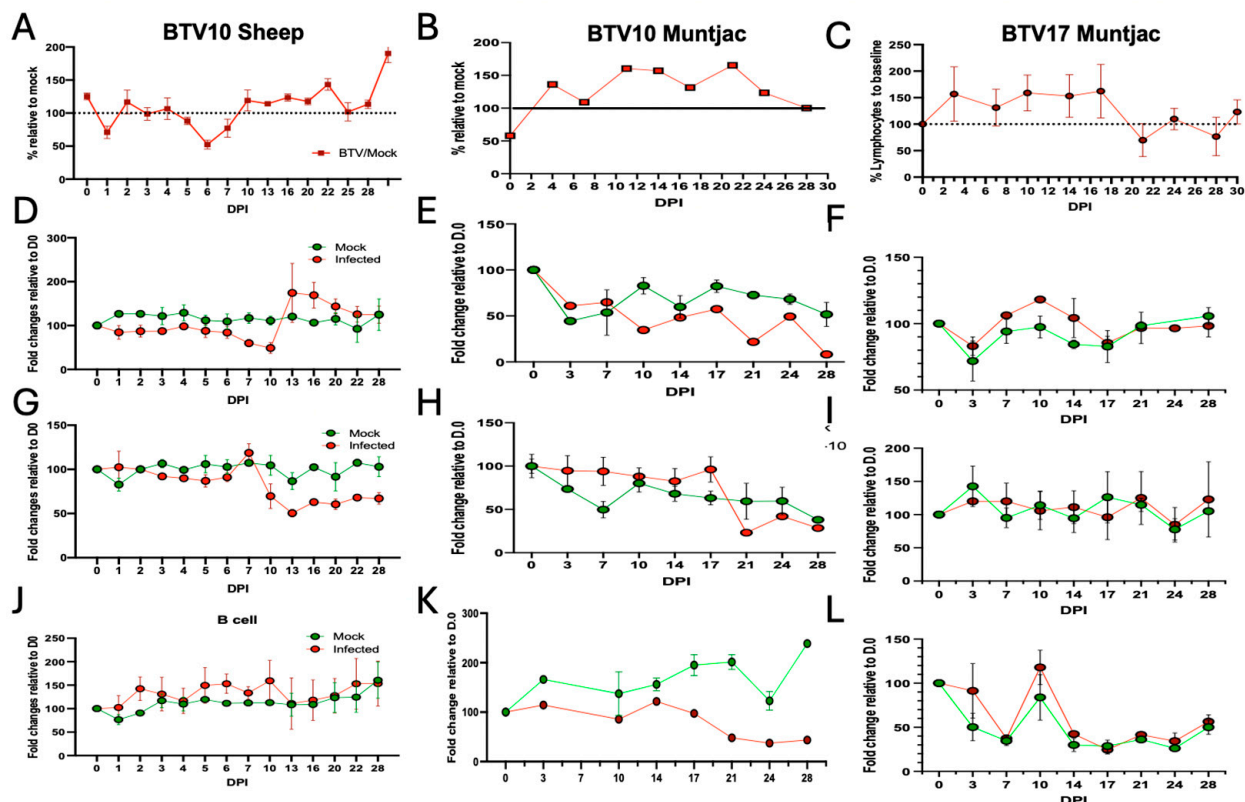 A
BTV10 Sheep
200
150
100
50
0
% relative to mock
BTV/Mock
0 1 2 3 4 5 6 7 10 13 16 20 22 25 28
DPI
B
BTV10 Muntjac
200
150
100
50
0
% relative to mock
0 2 4 6 8 10 12 14 16 18 20 22 24 26 28 30
DPI
C
BTV17 Muntjac
250
200
150
100
50
0
% Lymphocytes to baseline
0 2 4 6 8 10 12 14 16 18 20 22 24 26 28 30
DPI
D
300
200
100
0
Fold changes relative to D0
Mock
Infected
0 1 2 3 4 5 6 7 10 13 16 20 22 28
DPI
E
150
100
50
0
Fold change relative to D.0
0 3 7 10 14 17 21 24 28
DPI
F
150
100
50
Fold change relative to D.0
0 3 7 10 14 17 21 24 28
DPI
G
150
100
50
0
Fold changes relative to D0
Mock
Infected
0 1 2 3 4 5 6 7 10 13 16 20 22 28
DPI
H
150
100
50
0
Fold change relative to D.0
0 3 7 10 14 17 21 24 28
DPI
I
-10
200
150
100
50
0
Fold change relative to D.0
0 3 7 10 14 17 21 24 28
DPI
J
B cell
250
200
150
100
50
0
Fold changes relative to D0
Mock
Infected
0 1 2 3 4 5 6 7 10 13 16 20 22 28
DPI
K
300
200
100
0
Fold change relative to D.0
0 3 7 10 14 17 21 24 28
DPI
L
150
100
50
0
Fold change relative to D.0
0 3 7 10 14 17 21 24 28
DPI